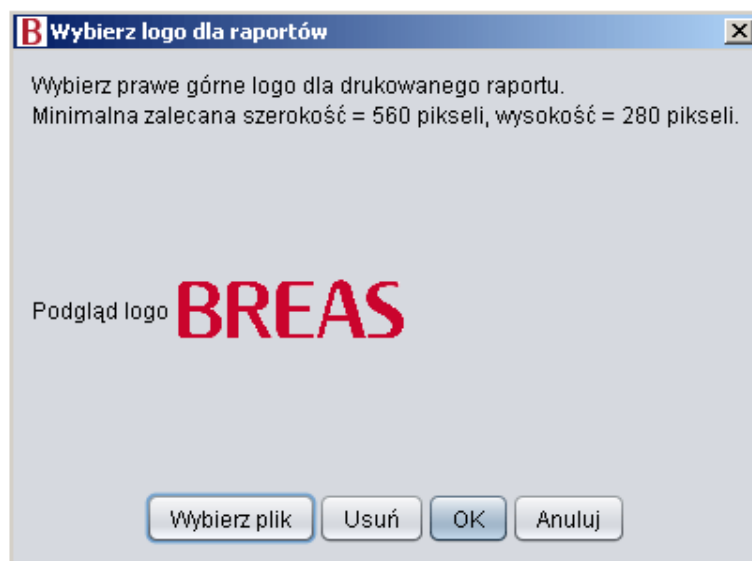 B Wybierz logo dla raportów
Wybierz prawe górne logo dla drukowanego raportu.
Minimalna zalecana szerokość = 560 pikseli, wysokość = 280 pikseli.
Podgląd logo BREAS
Wybierz plik Usuń OK Anuluj